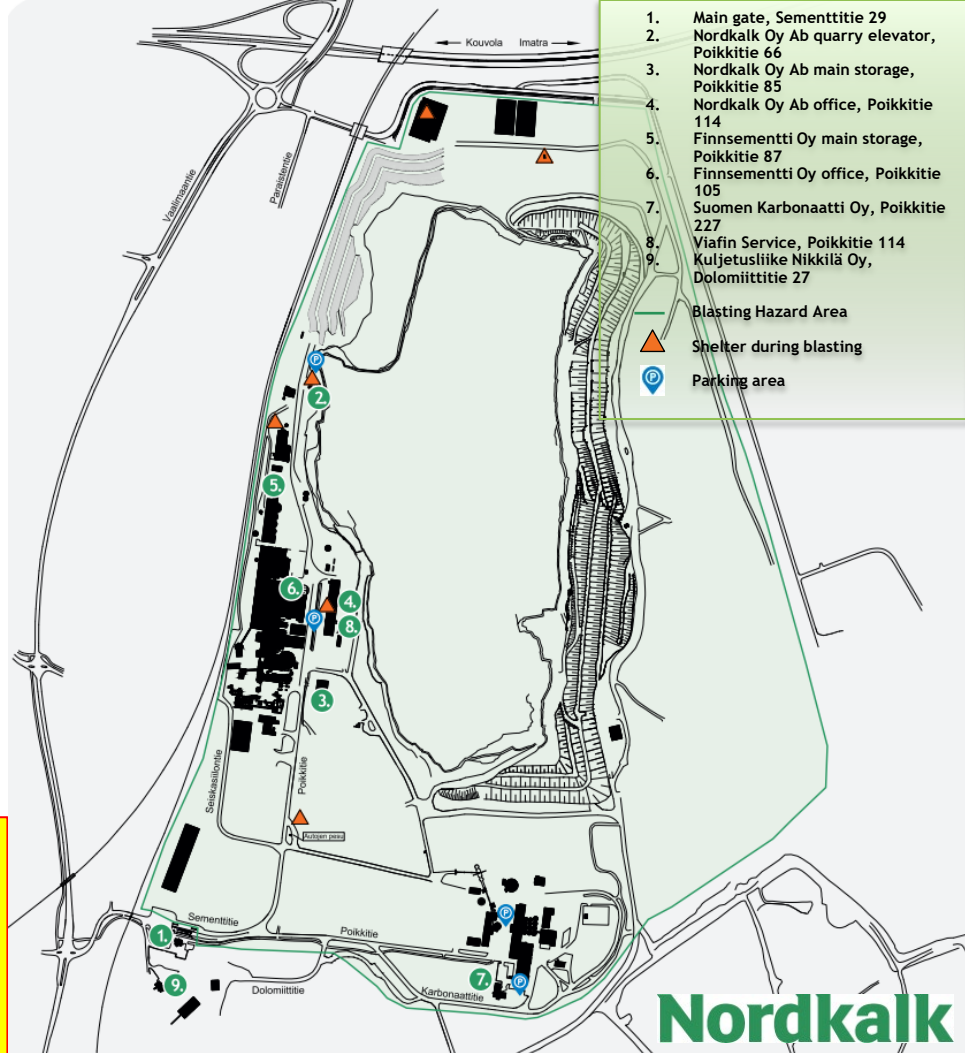 1. Main gate, Sementtitie 29
2. Nordkalk Oy Ab quarry elevator,
Poikkitie 66
3. Nordkalk Oy Ab main storage,
Poikkitie 85
4. Nordkalk Oy Ab office, Poikkitie
114
5. Finnsementti Oy main storage,
Poikkitie 87
6. Finnsementti Oy office, Poikkitie
105
7. Suomen Karbonaatti Oy, Poikkitie
227
8. Viafin Service, Poikkitie 114
9. Kuljetusliike Nikkilä Oy,
Dolomiittitie 27
Blasting Hazard Area
Shelter during blasting
P Parking area
Kouvola Imatra
Vaalimaantie
Paraistentie
P
2.
5.
6.
4.
P
8.
3.
Seiskasiilontie
Poikkitie
Autojen pesu
Sementtitie
1.
Poikkitie
P
7.
P
9.
Dolomiittitie
Karbonaattitie
Nordkalk